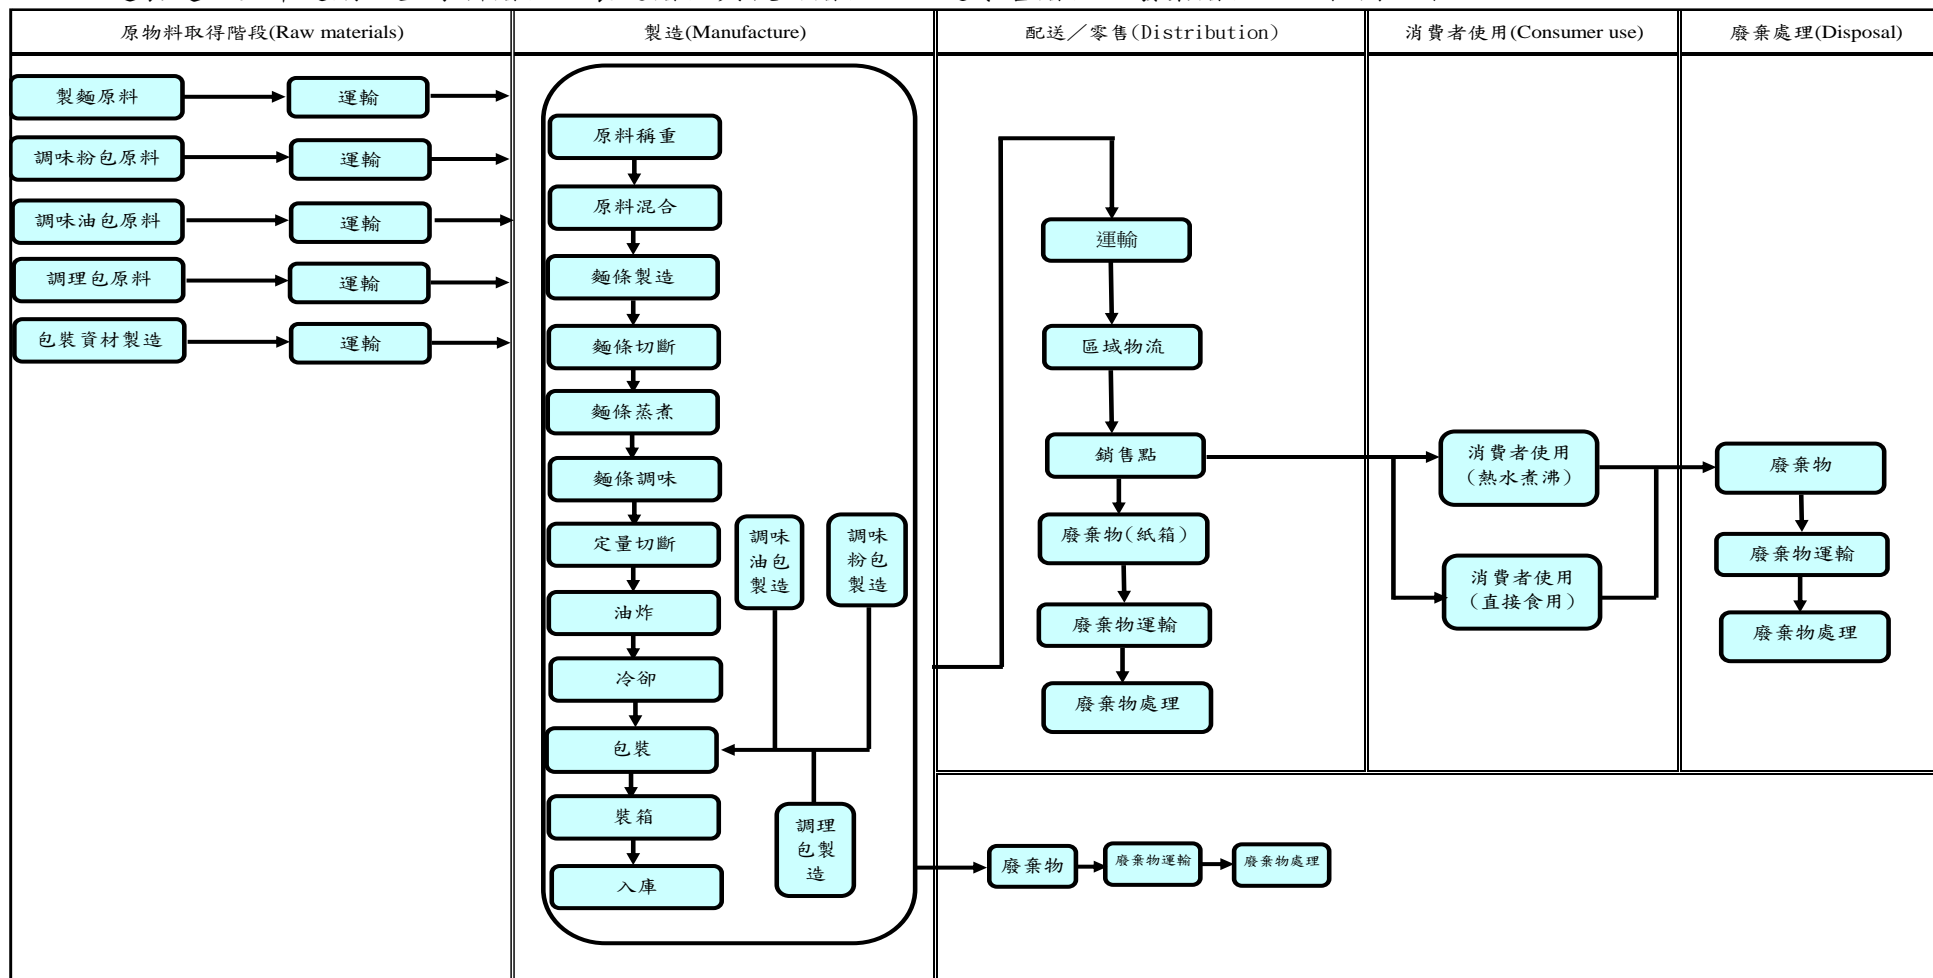 原物料取得階段(Raw materials)
製造(Manufacture)
配送／零售(Distribution)
消費者使用(Consumer use)
廢棄處理(Disposal)
製麵原料
運輸
調味粉包原料
運輸
調味油包原料
運輸
調理包原料
運輸
包裝資材製造
運輸
原料稱重
原料混合
麵條製造
麵條切斷
麵條蒸煮
麵條調味
定量切斷
油炸
冷卻
包裝
裝箱
入庫
調味
油包
製造
調味
粉包
製造
調理
包製
造
運輸
區域物流
銷售點
廢棄物(紙箱)
廢棄物運輸
廢棄物處理
消費者使用
(熱水煮沸)
消費者使用
(直接食用)
廢棄物
廢棄物運輸
廢棄物處理
廢棄物
廢棄物運輸
廢棄物處理